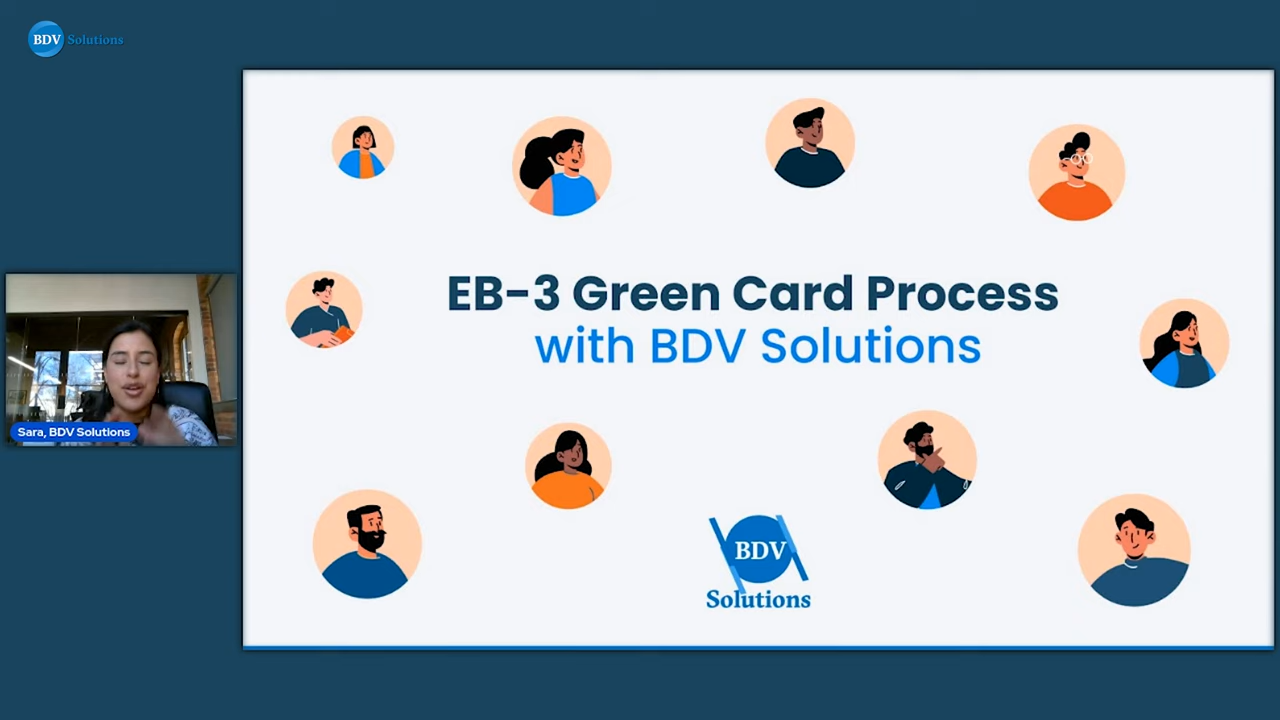 BDV Solutions
EB-3 Green Card Process
with BDV Solutions
Sara, BDV Solutions
BDV
Solutions